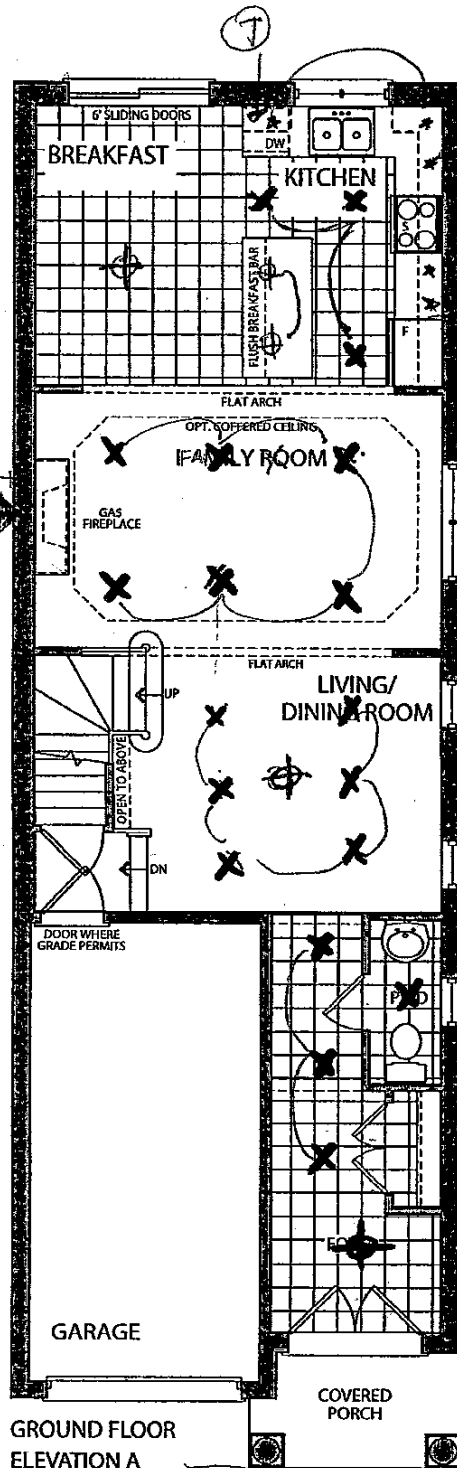 6' SLIDING DOORS
BREAKFAST
DW
KITCHEN
S
FLUSH BREAKFAST BAR
F
FLAT ARCH
OPT. COFFERED CEILING
FAMILY ROOM
GAS
FIREPLACE
FLAT ARCH
UP
LIVING/
DINING ROOM
OPEN TO ABOVE
DN
DOOR WHERE
GRADE PERMITS
GARAGE
COVERED
PORCH
GROUND FLOOR
ELEVATION A